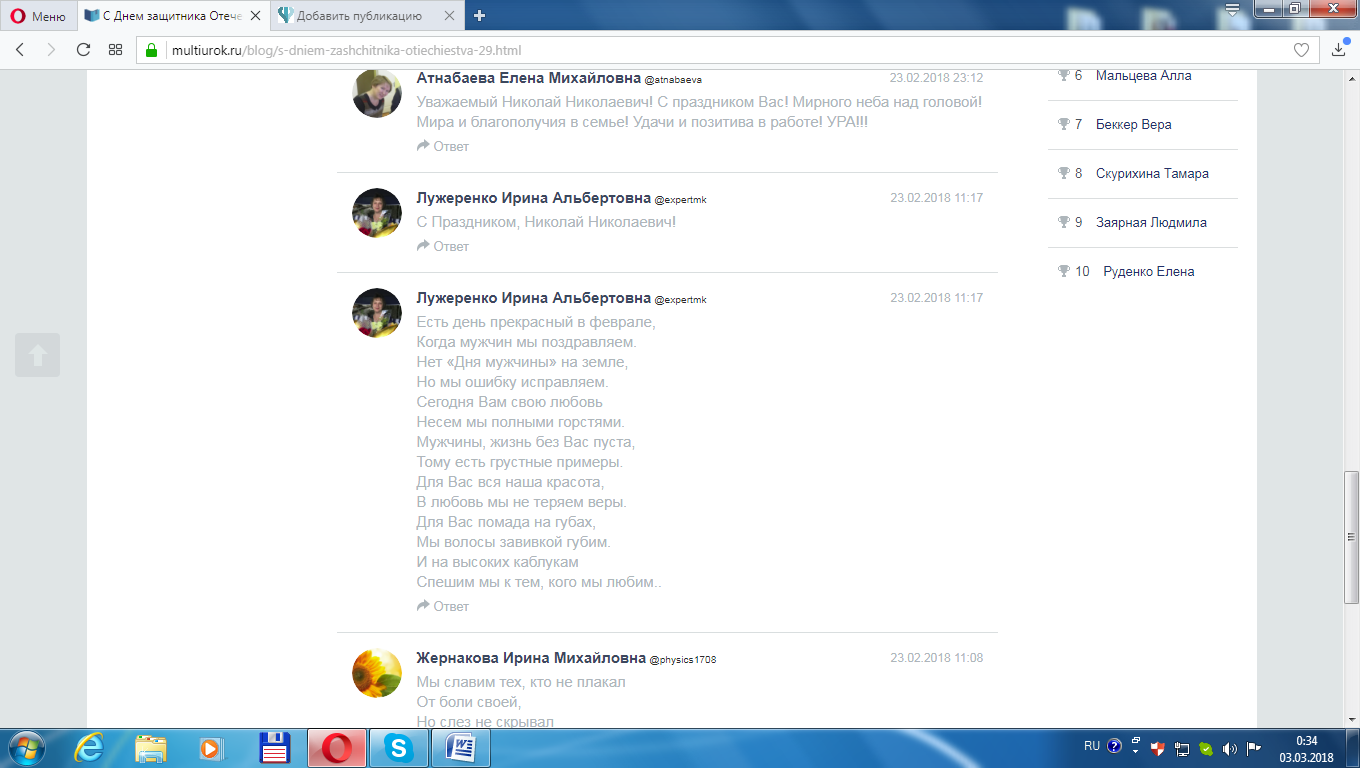 Меню
С Днем защитника Отече
Добавить публикацию
multiurok.ru/blog/s-dniem-zashchitnika-otiechiestva-29.html
Атнабаева Елена Михайловна @atnabaeva
23.02.2018 23:12
Уважаемый Николай Николаевич! С праздником Вас! Мирного неба над головой!
Мира и благополучия в семье! Удачи и позитива в работе! УРА!!!
Ответ
Лужеренко Ирина Альбертовна @expertmk
23.02.2018 11:17
С Праздником, Николай Николаевич!
Ответ
Лужеренко Ирина Альбертовна @expertmk
23.02.2018 11:17
Есть день прекрасный в феврале,
Когда мужчин мы поздравляем.
Нет «Дня мужчины» на земле,
Но мы ошибку исправляем.
Сегодня Вам свою любовь
Несем мы полными горстями.
Мужчины, жизнь без Вас пуста,
Тому есть грустные примеры.
Для Вас вся наша красота,
В любовь мы не теряем веры.
Для Вас помада на губах,
Мы волосы завивкой губим.
И на высоких каблукам
Спешим мы к тем, кого мы любим..
Ответ
Жернакова Ирина Михайловна @physics1708
23.02.2018 11:08
Мы славим тех, кто не плакал
От боли своей,
Но слез не скрывал
6 Мальцева Алла
7 Беккер Вера
8 Скурихина Тамара
9 Заярная Людмила
10 Руденко Елена
RU
0:34
03.03.2018